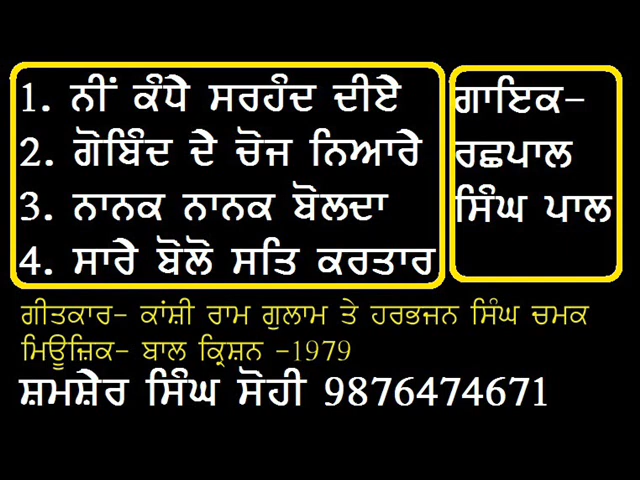 1. ਨੀਂ ਕੰਧੇ ਸਰਹੰਦ ਦੀਏ
2. ਗੋਬਿੰਦ ਦੇ ਚੋਜ ਨਿਆਰੇ
3. ਨਾਨਕ ਨਾਨਕ ਬੋਲਦਾ
4. ਸਾਰੇ ਬੋਲੋ ਸਤਿ ਕਰਤਾਰ
ਗਾਇਕ-
ਰਛਪਾਲ
ਸਿੰਘ ਪਾਲ
ਗੀਤਕਾਰ- ਕਾਂਸ਼ੀ ਰਾਮ ਗੁਲਾਮ ਤੇ ਹਰਭਜਨ ਸਿੰਘ ਚਮਕ
ਮਿਊਜ਼ਿਕ- ਬਾਲ ਕ੍ਰਿਸ਼ਨ -1979
ਸ਼ਮਸ਼ੇਰ ਸਿੰਘ ਸੋਹੀ 9876474671